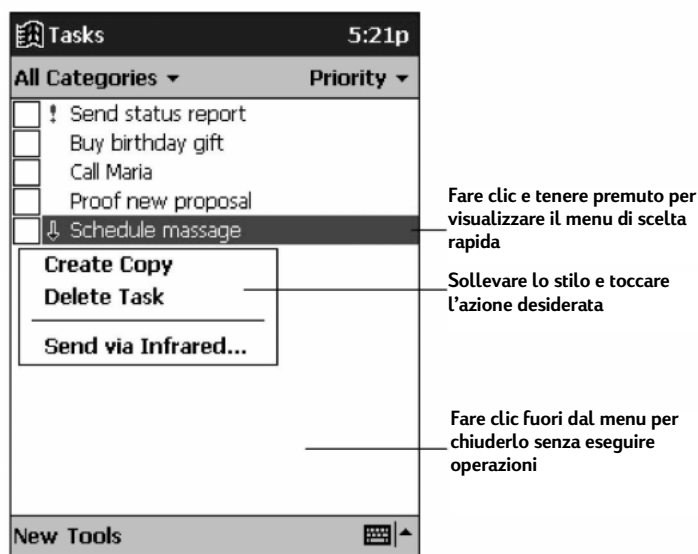 Tasks 5:21p
All Categories Priority
! Send status report
Buy birthday gift
Call Maria
Proof new proposal
Schedule massage
Create Copy
Delete Task
Send via Infrared...
New Tools
Fare clic e tenere premuto per
visualizzare il menu di scelta
rapida
Sollevare lo stilo e toccare
l'azione desiderata
Fare clic fuori dal menu per
chiuderlo senza eseguire
operazioni